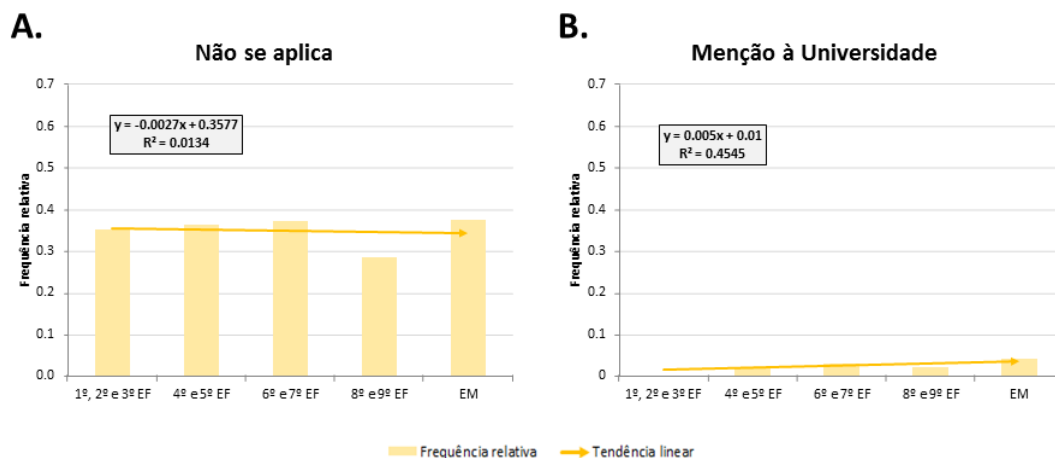 A.
Não se aplica
0.7
0.6
0.5
0.4
0.3
0.2
0.1
0.0
Frequência relativa
y = -0.0027x + 0.3577
R² = 0.0134
1º, 2º e 3º EF 4º e 5º EF 6º e 7º EF 8º e 9º EF EM
B.
Menção à Universidade
0.7
0.6
0.5
0.4
0.3
0.2
0.1
0
Frequência relativa
y = 0.005x + 0.01
R² = 0.4545
1º, 2º e 3º EF 4º e 5º EF 6º e 7º EF 8º e 9º EF EM
Frequência relativa Tendência linear